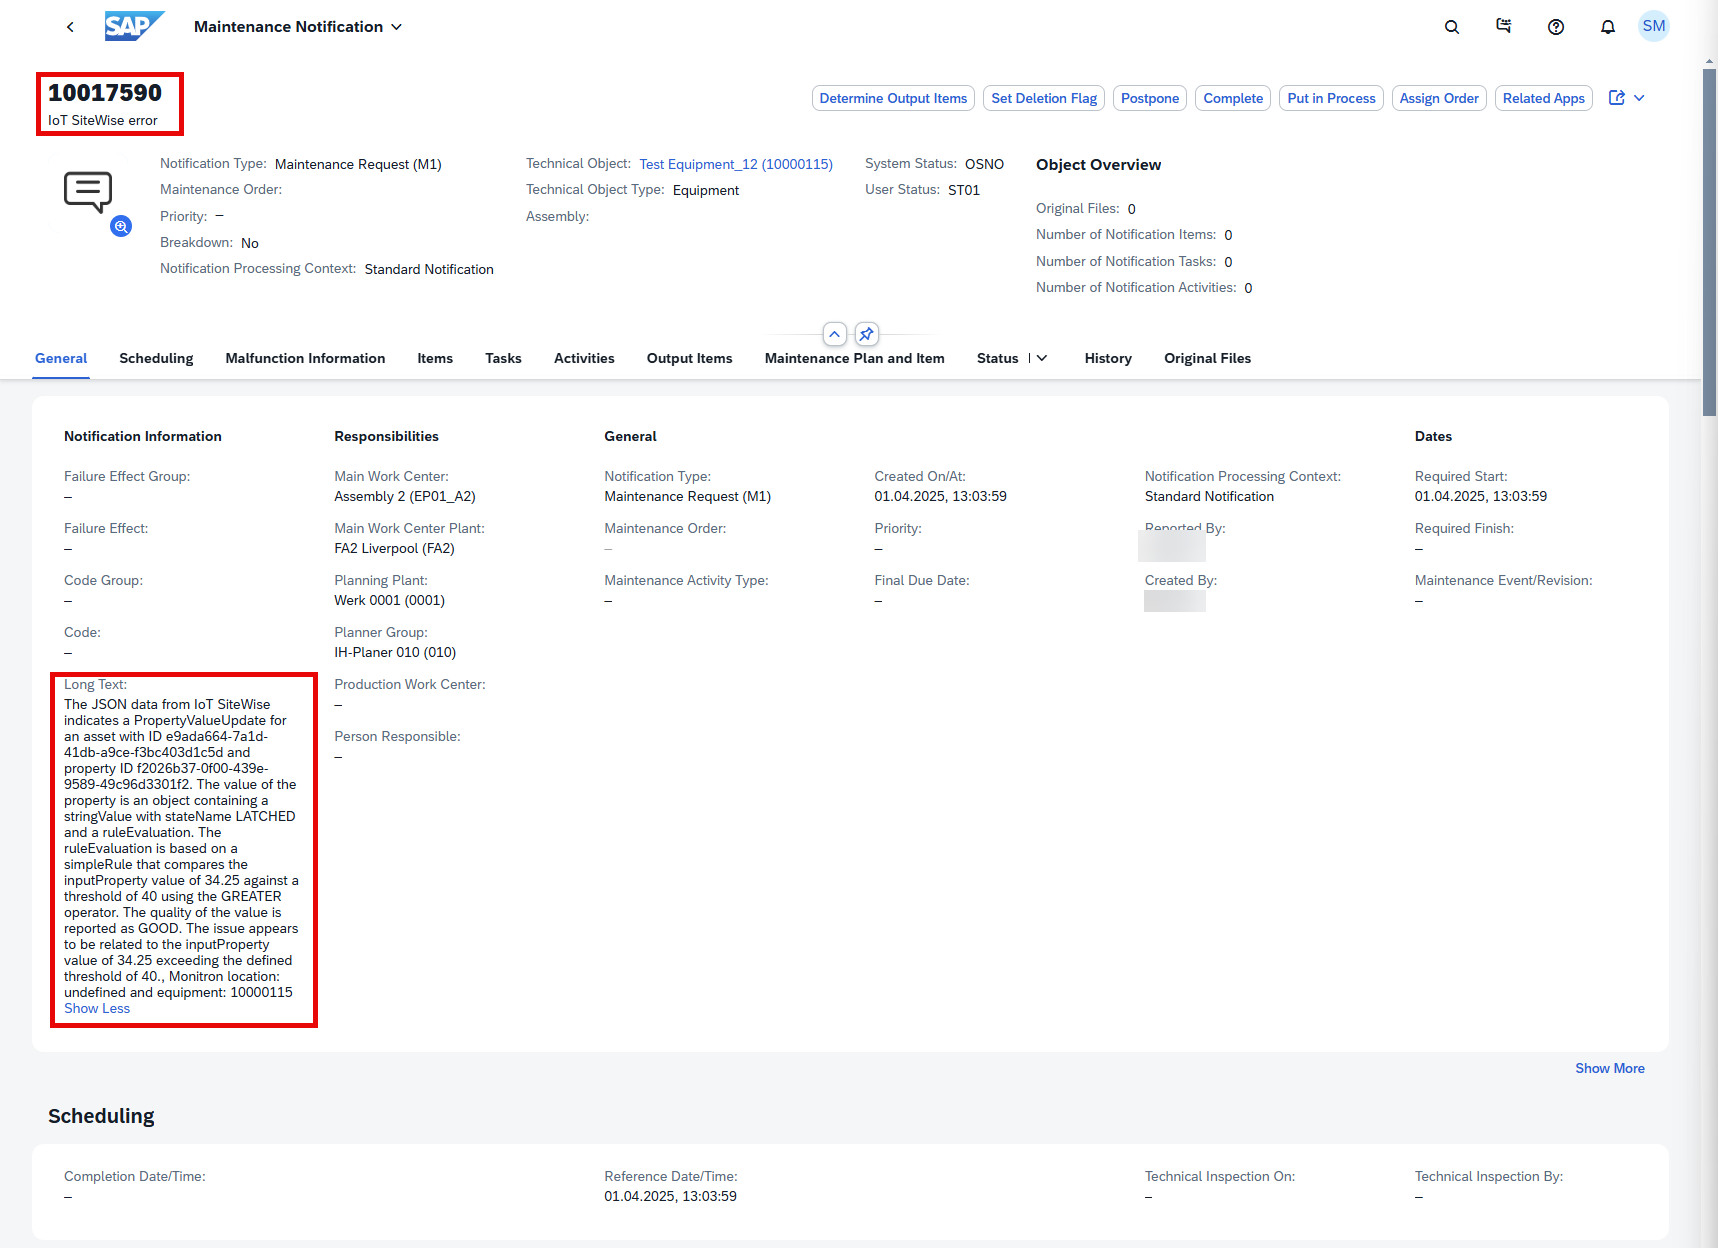 SAP Maintenance Notification
SM
10017590
IoT SiteWise error
Determine Output Items Set Deletion Flag Postpone Complete Put in Process Assign Order Related Apps
Notification Type: Maintenance Request (M1)
Maintenance Order:
Priority: –
Breakdown: No
Notification Processing Context: Standard Notification
Technical Object: Test Equipment_12 (10000115)
Technical Object Type: Equipment
Assembly:
System Status: OSNO
User Status: ST01
Object Overview
Original Files: 0
Number of Notification Items: 0
Number of Notification Tasks: 0
Number of Notification Activities: 0
General Scheduling Malfunction Information Items Tasks Activities Output Items Maintenance Plan and Item Status History Original Files
Notification Information
Failure Effect Group:
–
Failure Effect:
–
Code Group:
–
Code:
–
Long Text:
The JSON data from IoT SiteWise
indicates a PropertyValueUpdate for
an asset with ID e9ada664-7a1d-
41db-a9ce-f3bc403d1c5d and
property ID f2026b37-0f00-439e-
9589-49c96d3301f2. The value of the
property is an object containing a
stringValue with stateName LATCHED
and a ruleEvaluation. The
ruleEvaluation is based on a
simpleRule that compares the
inputProperty value of 34.25 against a
threshold of 40 using the GREATER
operator. The quality of the value is
reported as GOOD. The issue appears
to be related to the inputProperty
value of 34.25 exceeding the defined
threshold of 40., Monitron location:
undefined and equipment: 10000115
Show Less
Responsibilities
Main Work Center:
Assembly 2 (EP01_A2)
Main Work Center Plant:
FA2 Liverpool (FA2)
Planning Plant:
Werk 0001 (0001)
Planner Group:
IH-Planer 010 (010)
Production Work Center:
–
Person Responsible:
–
General
Notification Type:
Maintenance Request (M1)
Maintenance Order:
–
Maintenance Activity Type:
–
Created On/At:
01.04.2025, 13:03:59
Priority:
–
Final Due Date:
–
Notification Processing Context:
Standard Notification
Reported By:
Created By:
Dates
Required Start:
01.04.2025, 13:03:59
Required Finish:
–
Maintenance Event/Revision:
–
Show More
Scheduling
Completion Date/Time:
–
Reference Date/Time:
01.04.2025, 13:03:59
Technical Inspection On:
–
Technical Inspection By:
–